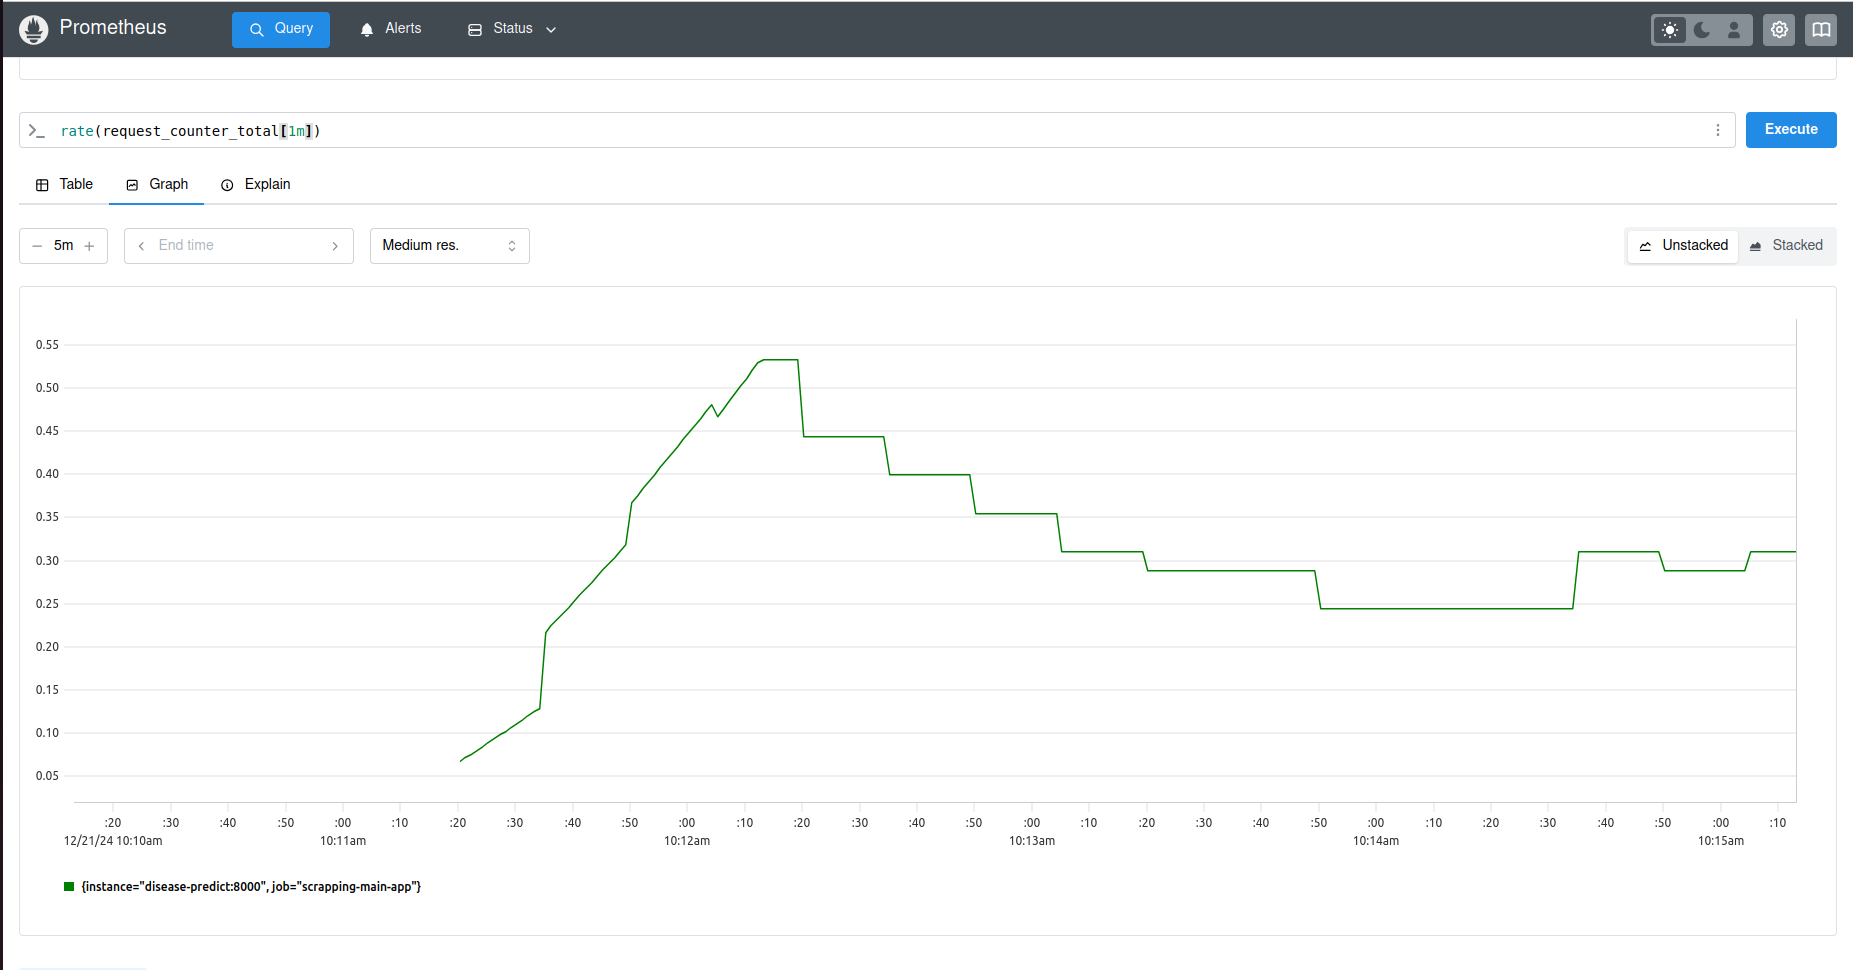 Prometheus Query Alerts Status
rate(request_counter_total[1m]) Execute
Table Graph Explain
5m End time Medium res. Unstacked Stacked
0.55
0.50
0.45
0.40
0.35
0.30
0.25
0.20
0.15
0.10
0.05
:20 :30 :40 :50 :00 :10 :20 :30 :40 :50 :00 :10 :20 :30 :40 :50 :00 :10 :20 :30 :40 :50 :00 :10 :20 :30 :40 :50 :00 :10
12/21/24 10:10am 10:11am 10:12am 10:13am 10:14am 10:15am
{instance="disease-predict:8000", job="scrapping-main-app"}